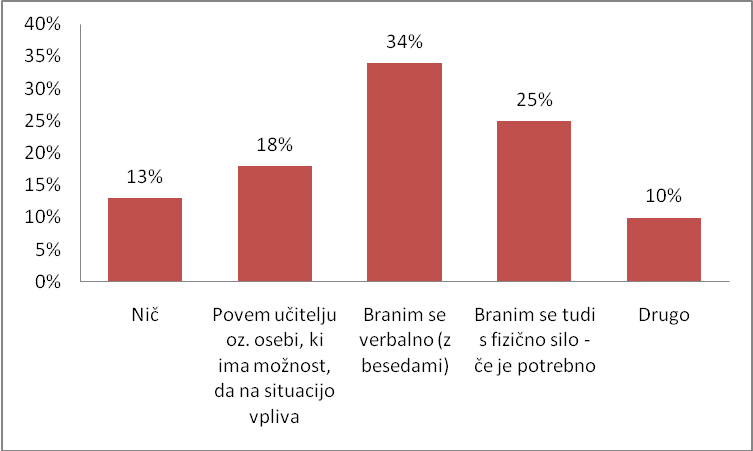 40%
35%
30%
25%
20%
15%
10%
5%
0%
13%
18%
34%
25%
10%
Nič
Povem učitelju
oz. osebi, ki
ima možnost,
da na situacijo
vpliva
Branim se
verbalno (z
besedami)
Branim se tudi
s fizično silo -
če je potrebno
Drugo